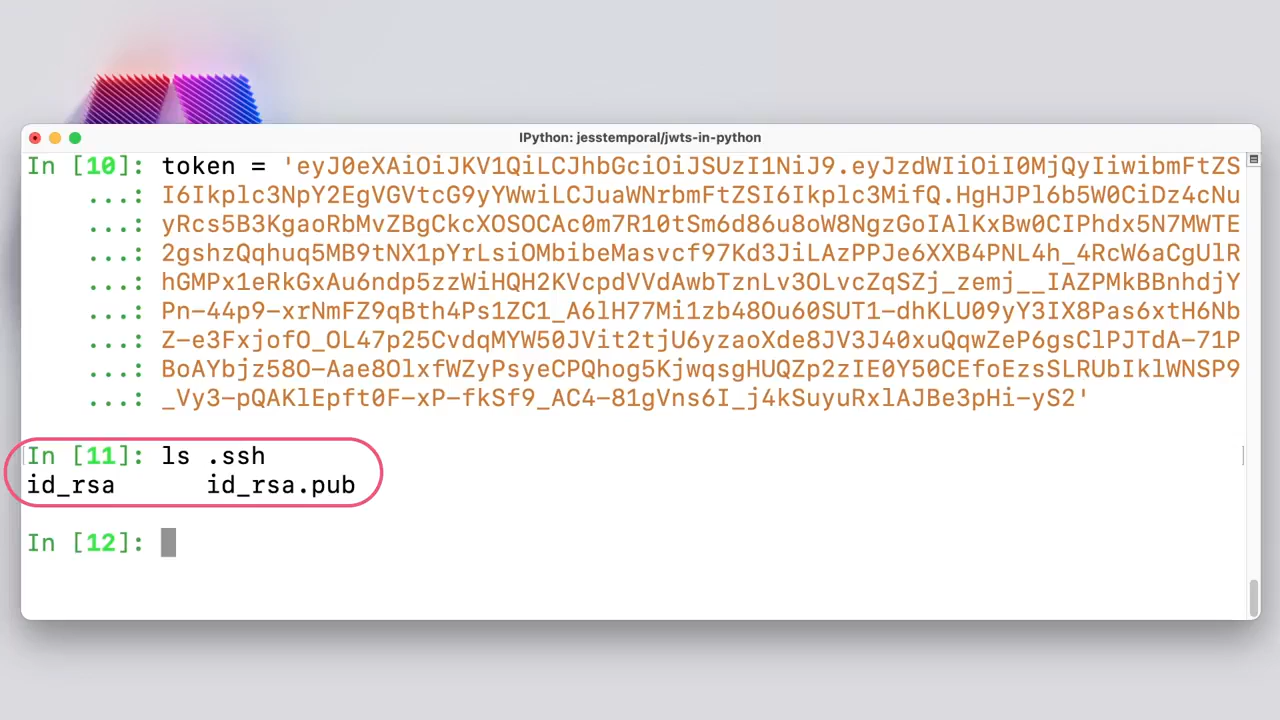 IPython: jesstemporal/jwts-in-python
In [10]: token = 'eyJ0eXAiOiJKV1QiLCJhbGciOiJSUzI1NiJ9.eyJzdWIiOiI0MjQyIiwibmFtZS
...: I6Ikplc3NpY2EgVGVtcG9yYWwiLCJuaWNrbmFtZSI6Ikplc3MifQ.HgHJPl6b5W0CiDz4cNu
...: yRcs5B3KgaoRbMvZBgCkcXOSOCAc0m7R10tSm6d86u8oW8NgzGoIAlKxBw0CIPhdx5N7MWTE
...: 2gshzQqhuq5MB9tNX1pYrLsiOMbibeMasvcf97Kd3JiLAzPPJe6XXB4PNL4h_4RcW6aCgUlR
...: hGMPx1eRkGxAu6ndp5zzWiHQH2KVcpdVVdAwbTznLv3OLvcZqSZj_zemj__IAZPMkBBnhdjY
...: Pn-44p9-xrNmFZ9qBth4Ps1ZC1_A6lH77Mi1zb48Ou60SUT1-dhKLU09yY3IX8Pas6xtH6Nb
...: Z-e3FxjofO_OL47p25CvdqMYW50JVit2tjU6yzaoXde8JV3J40xuQqwZeP6gsClPJTdA-71P
...: BoAYbjz58O-Aae8OlxfWZyPsyeCPQhog5KjwqsgHUQZp2zIE0Y50CEfoEzsSLRUbIklWNSP9
...: _Vy3-pQAKlEpft0F-xP-fkSf9_AC4-81gVns6I_j4kSuyuRxlAJBe3pHi-yS2'
In [11]: ls .ssh
id_rsa id_rsa.pub
In [12]: